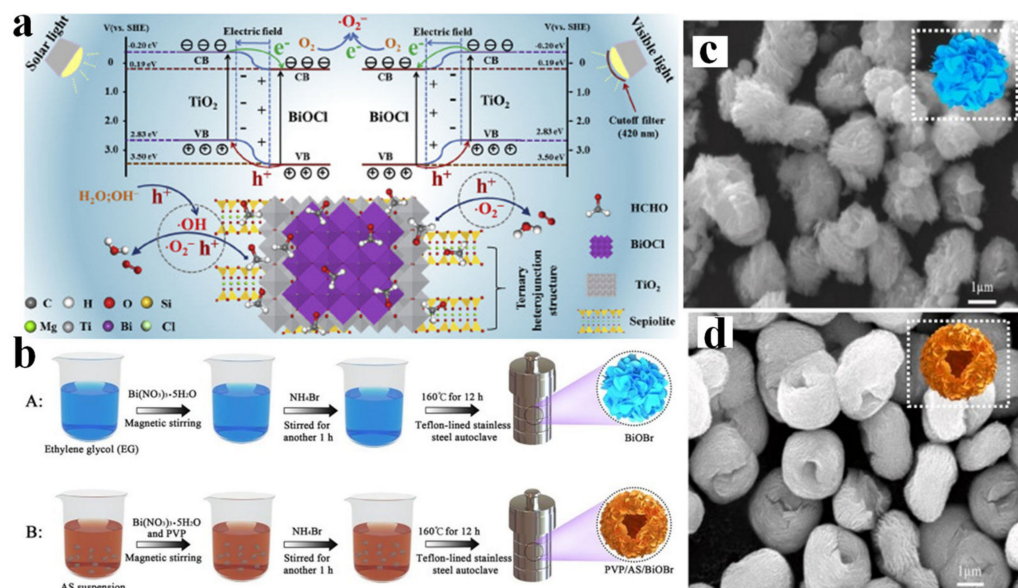 a
Solar light
V(vs. SHE)
Electric field
·O₂⁻
Electric field
V(vs. SHE)
Visible light
-0.20 eV
e⁻
O₂
e⁻
O₂
-0.20 eV
0
CB
0.19 eV
CB
CB
CB
0.19 eV
0
1.0
TiO₂
TiO₂
1.0
2.0
BiOCl
BiOCl
2.0
Cutoff filter
(420 nm)
2.83 eV
VB
VB
2.83 eV
3.0
3.50 eV
VB
VB
3.50 eV
3.0
h⁺
h⁺
H₂O;OH⁻
h⁺
h⁺
·O₂⁻
·OH
·O₂⁻ h⁺
HCHO
BiOCl
TiO₂
Sepiolite
Ternary
heterojunction
structure
C H O Si
Mg Ti Bi Cl
b
A:
Bi(NO₃)₃·5H₂O
Magnetic stirring
NH₄Br
Stirred for
another 1 h
160℃ for 12 h
Teflon-lined stainless
steel autoclave
Ethylene glycol (EG)
BiOBr
B:
Bi(NO₃)₃·5H₂O
and PVP
Magnetic stirring
NH₄Br
Stirred for
another 1 h
160℃ for 12 h
Teflon-lined stainless
steel autoclave
AS suspension
PVP/AS/BiOBr
c
1μm
d
1μm